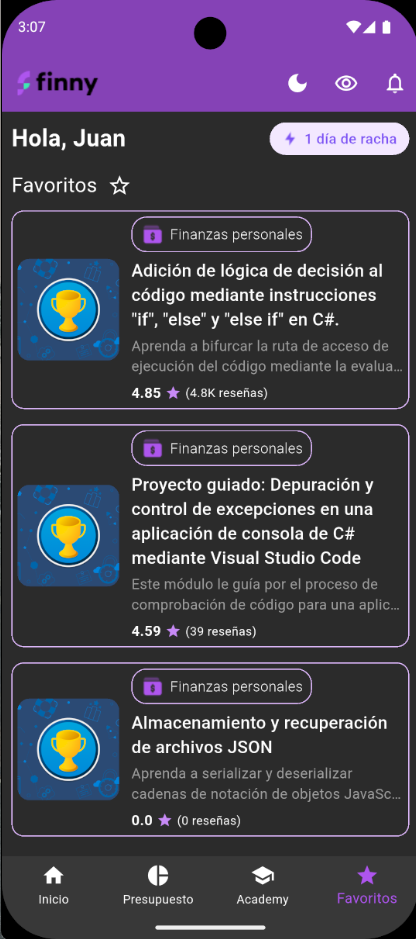 3:07
finny
Hola, Juan
1 día de racha
Favoritos
Finanzas personales
Adición de lógica de decisión al
código mediante instrucciones
"if", "else" y "else if" en C#.
Aprenda a bifurcar la ruta de acceso de
ejecución del código mediante la evalua...
4.85 (4.8K reseñas)
Finanzas personales
Proyecto guiado: Depuración y
control de excepciones en una
aplicación de consola de C#
mediante Visual Studio Code
Este módulo le guía por el proceso de
comprobación de código para una aplic...
4.59 (39 reseñas)
Finanzas personales
Almacenamiento y recuperación
de archivos JSON
Aprenda a serializar y deserializar
cadenas de notación de objetos JavaSc...
0.0 (0 reseñas)
Inicio
Presupuesto
Academy
Favoritos